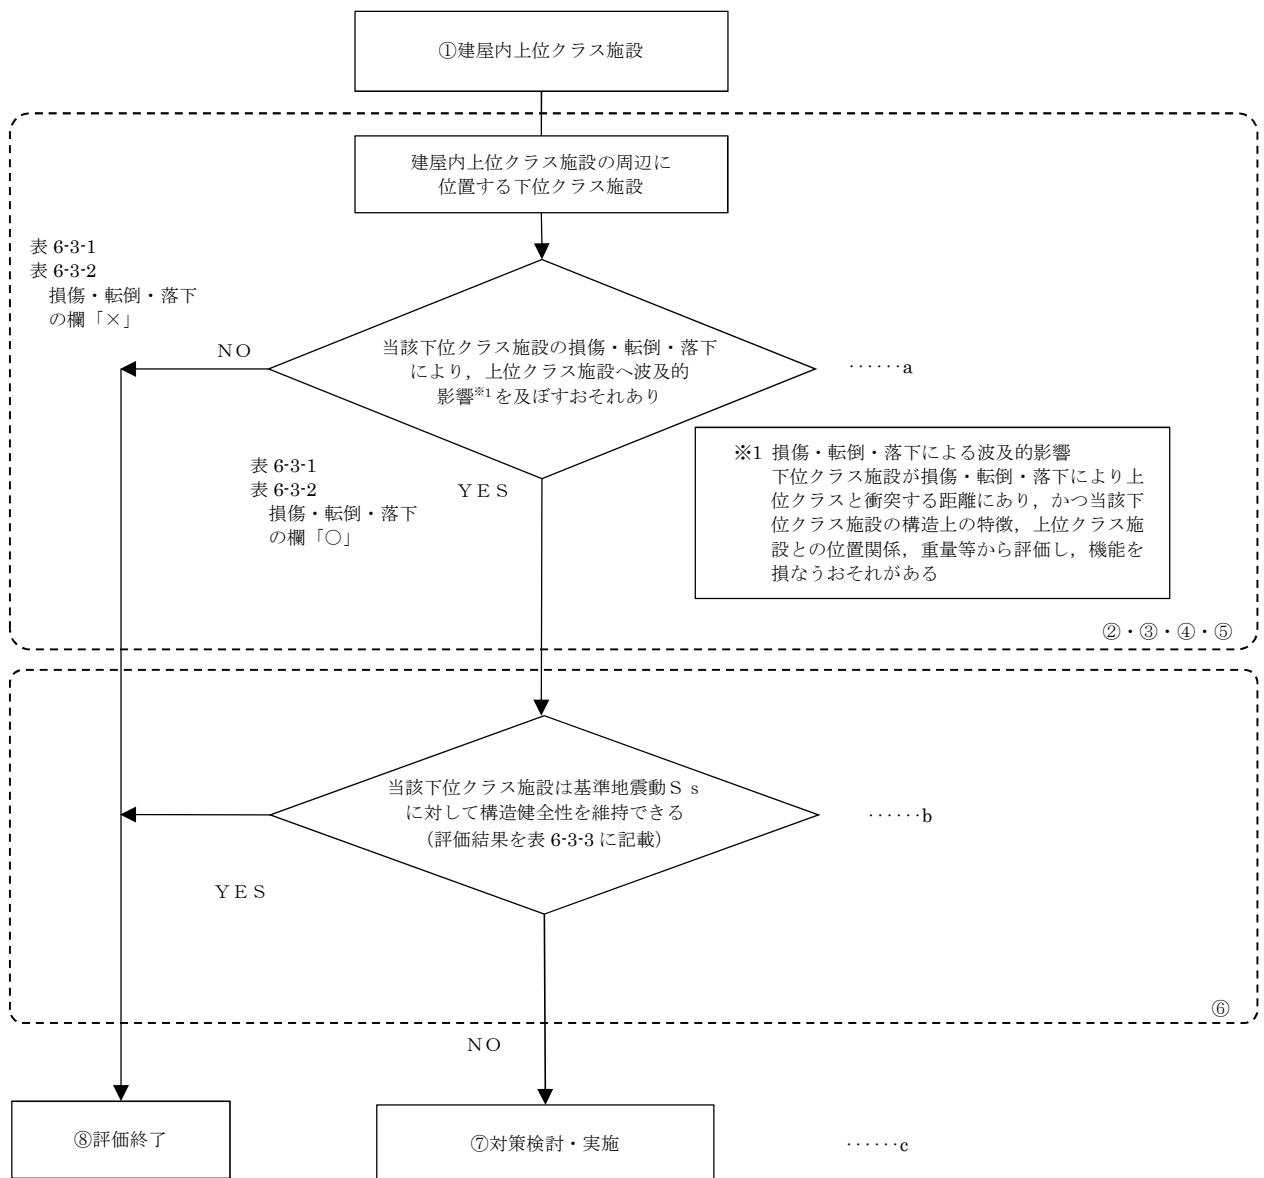 ①建屋内上位クラス施設
建屋内上位クラス施設の周辺に
位置する下位クラス施設
表 6-3-1
表 6-3-2
損傷・転倒・落下
の欄「×」
NO
当該下位クラス施設の損傷・転倒・落下
により，上位クラス施設へ波及的
影響※1を及ぼすおそれあり
······a
表 6-3-1
表 6-3-2
損傷・転倒・落下
の欄「○」
ＹＥＳ
※1 損傷・転倒・落下による波及的影響
下位クラス施設が損傷・転倒・落下により上
位クラスと衝突する距離にあり，かつ当該下
位クラス施設の構造上の特徴，上位クラス施
設との位置関係，重量等から評価し，機能を
損なうおそれがある
②・③・④・⑤
当該下位クラス施設は基準地震動Ｓｓ
に対して構造健全性を維持できる
（評価結果を表 6-3-3 に記載）
······b
ＹＥＳ
⑥
NO
⑧評価終了
⑦対策検討・実施
······c